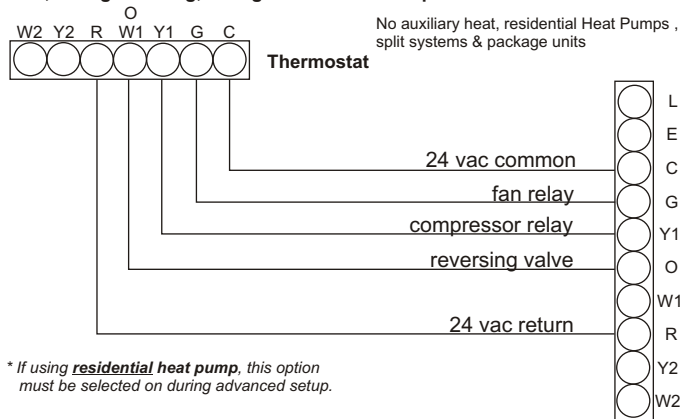 O
W2 Y2 R W1 Y1 G C
No auxiliary heat, residential Heat Pumps ,
split systems & package units
Thermostat
L
E
24 vac common C
fan relay G
compressor relay Y1
reversing valve O
W1
24 vac return R
* If using residential heat pump, this option
must be selected on during advanced setup.
Y2
W2